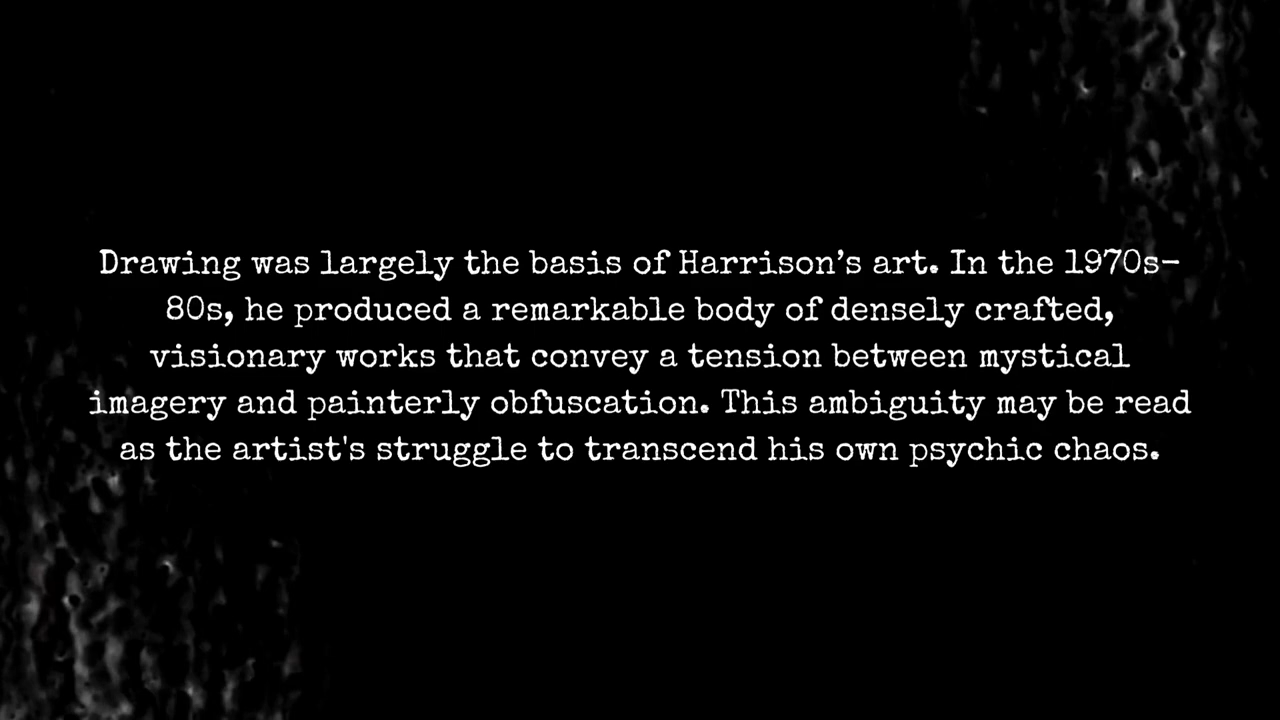 Drawing was largely the basis of Harrison’s art. In the 1970s–
80s, he produced a remarkable body of densely crafted,
visionary works that convey a tension between mystical
imagery and painterly obfuscation. This ambiguity may be read
as the artist's struggle to transcend his own psychic chaos.